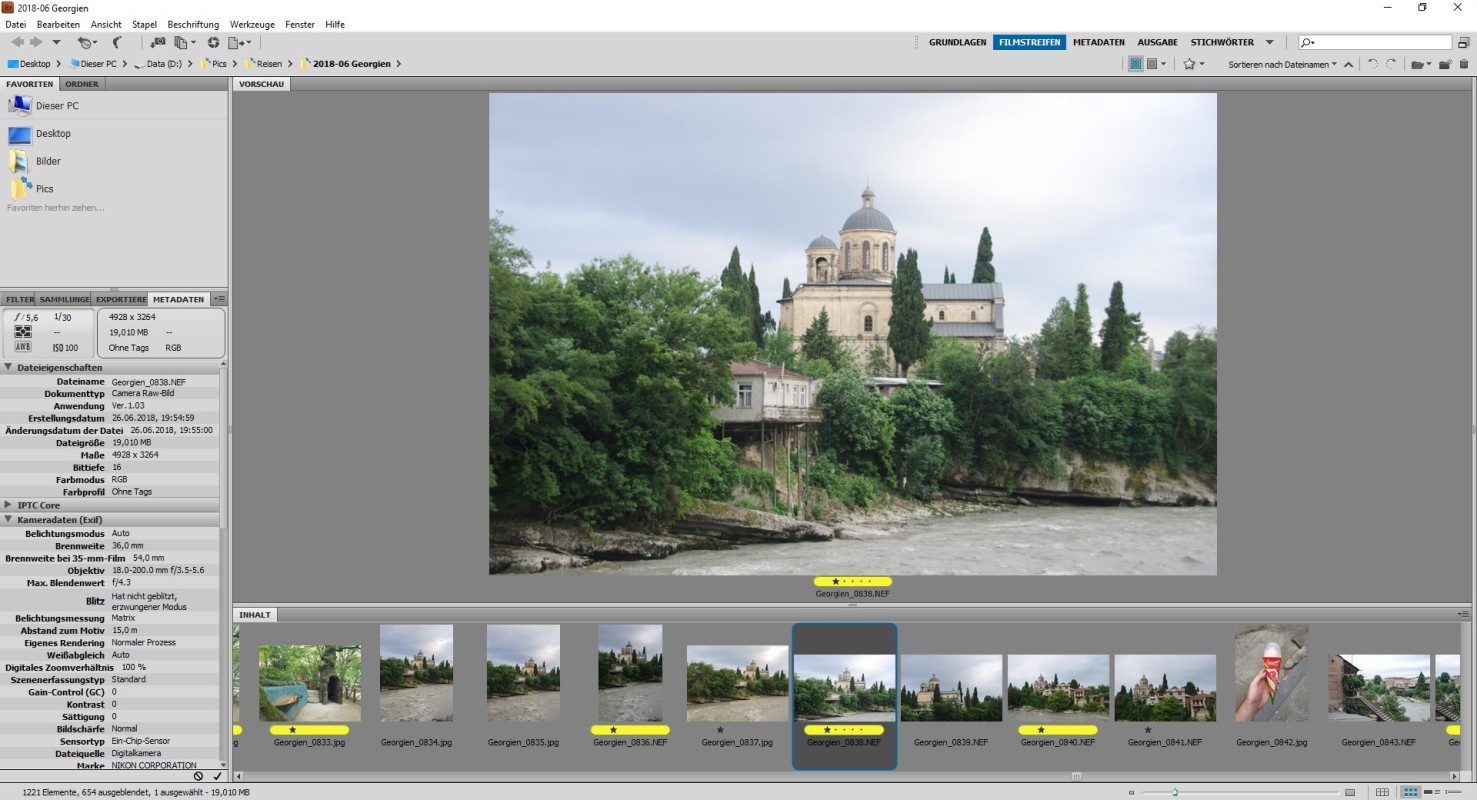 Br 2018-06 Georgien
Datei Bearbeiten Ansicht Stapel Beschriftung Werkzeuge Fenster Hilfe
GRUNDLAGEN FILMSTREIFEN METADATEN AUSGABE STICHWÖRTER
Desktop Dieser PC Data (D:) Pics Reisen 2018-06 Georgien
Sortieren nach Dateinamen
FAVORITEN ORDNER
VORSCHAU
Dieser PC
Desktop
Bilder
Pics
Favoriten hierhin ziehen...
FILTER SAMMLUNGE EXPORTIERE METADATEN
f/5,6 1/30
--
AWB ISO 100
4928 x 3264
19,010 MB --
Ohne Tags RGB
Dateieigenschaften
Dateiname Georgien_0838.NEF
Dokumenttyp Camera Raw-Bild
Anwendung Ver.1.03
Erstellungsdatum 26.06.2018, 19:54:59
Änderungsdatum der Datei 26.06.2018, 19:55:00
Dateigröße 19,010 MB
Maße 4928 x 3264
Bittiefe 16
Farbmodus RGB
Farbprofil Ohne Tags
IPTC Core
Kameradaten (Exif)
Belichtungsmodus Auto
Brennweite 36,0 mm
Brennweite bei 35-mm-Film 54,0 mm
Objektiv 18.0-200.0 mm f/3.5-5.6
Max. Blendenwert f/4.3
Blitz Hat nicht geblitzt,
erzwungener Modus
Belichtungsmessung Matrix
Abstand zum Motiv 15,0 m
Eigenes Rendering Normaler Prozess
Weißabgleich Auto
Digitales Zoomverhältnis 100 %
Szenenerfassungstyp Standard
Gain-Control (GC) 0
Kontrast 0
Sättigung 0
Bildschärfe Normal
Sensortyp Ein-Chip-Sensor
Dateiquelle Digitalkamera
Marke NIKON CORPORATION
Georgien_0838.NEF
INHALT
Georgien_0833.jpg Georgien_0834.jpg Georgien_0835.jpg Georgien_0836.NEF Georgien_0837.jpg Georgien_0838.NEF Georgien_0839.NEF Georgien_0840.NEF Georgien_0841.NEF Georgien_0842.jpg Georgien_0843.NEF
1221 Elemente, 654 ausgeblendet, 1 ausgewählt - 19,010 MB